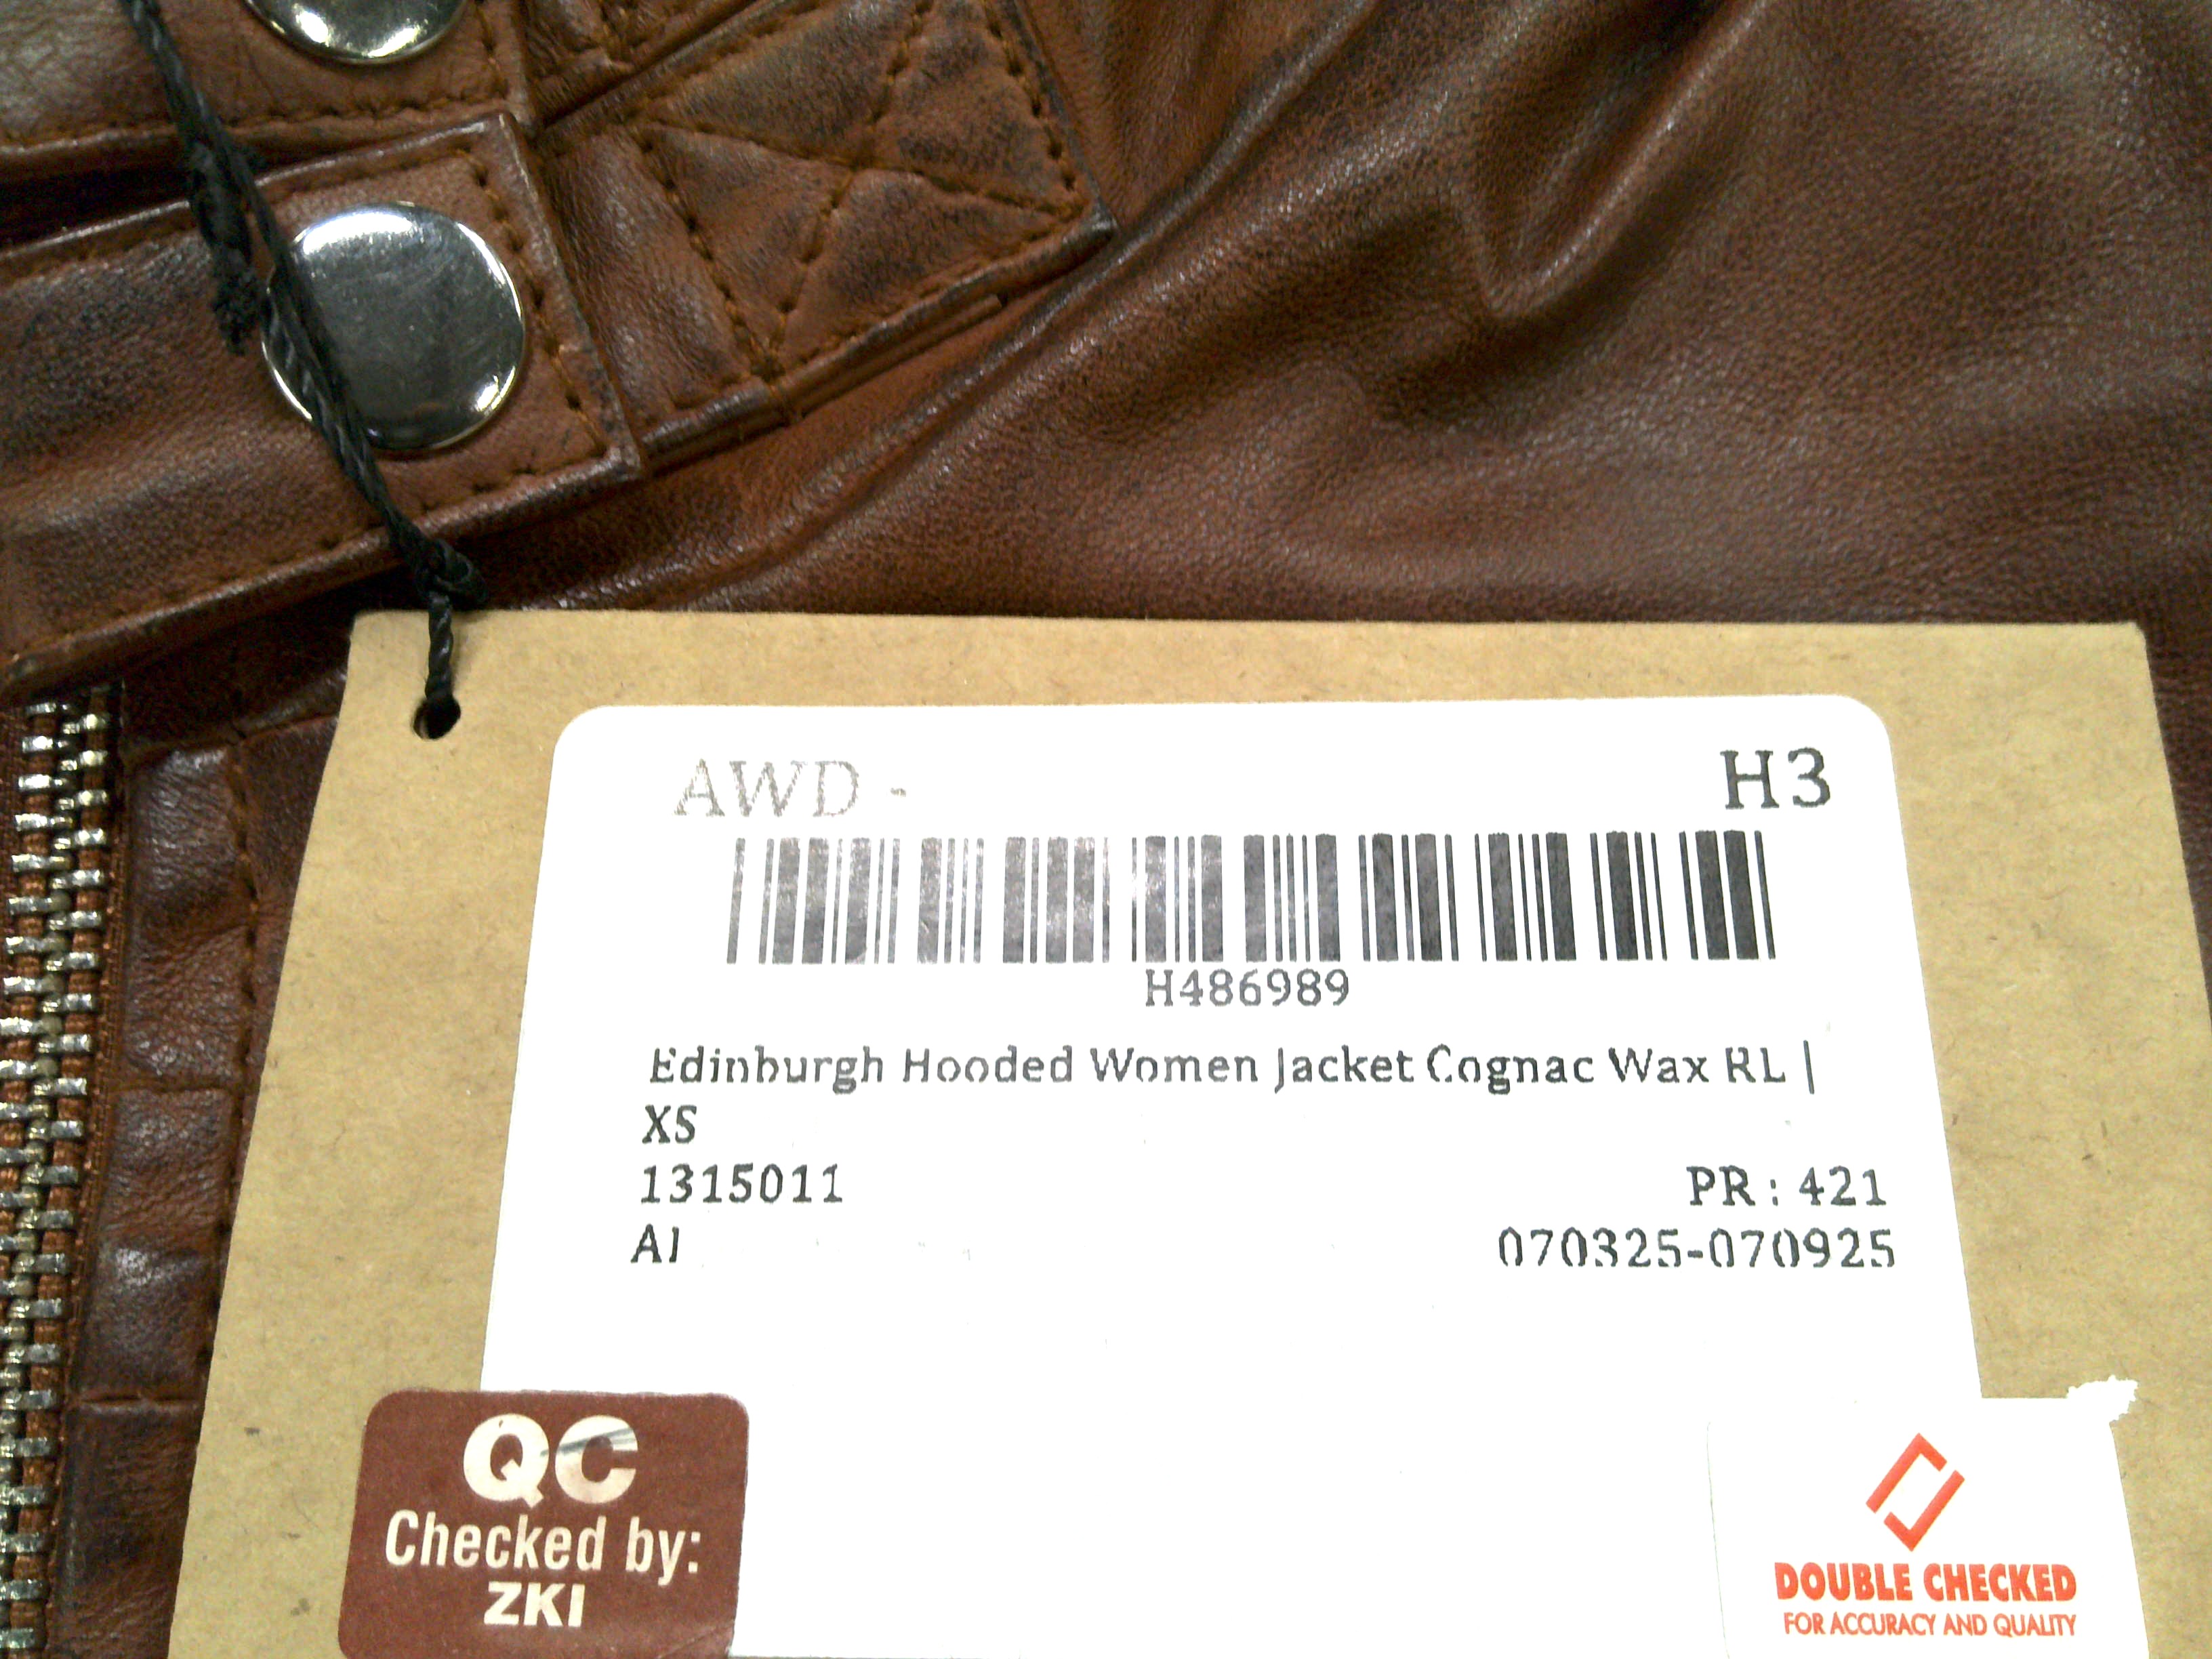 AWD - H3
H486989
Edinburgh Hooded Women Jacket Cognac Wax RL |
XS
1315011 PR : 421
AI 070325-070925
QC
Checked by:
ZKI
DOUBLE CHECKED
FOR ACCURACY AND QUALITY